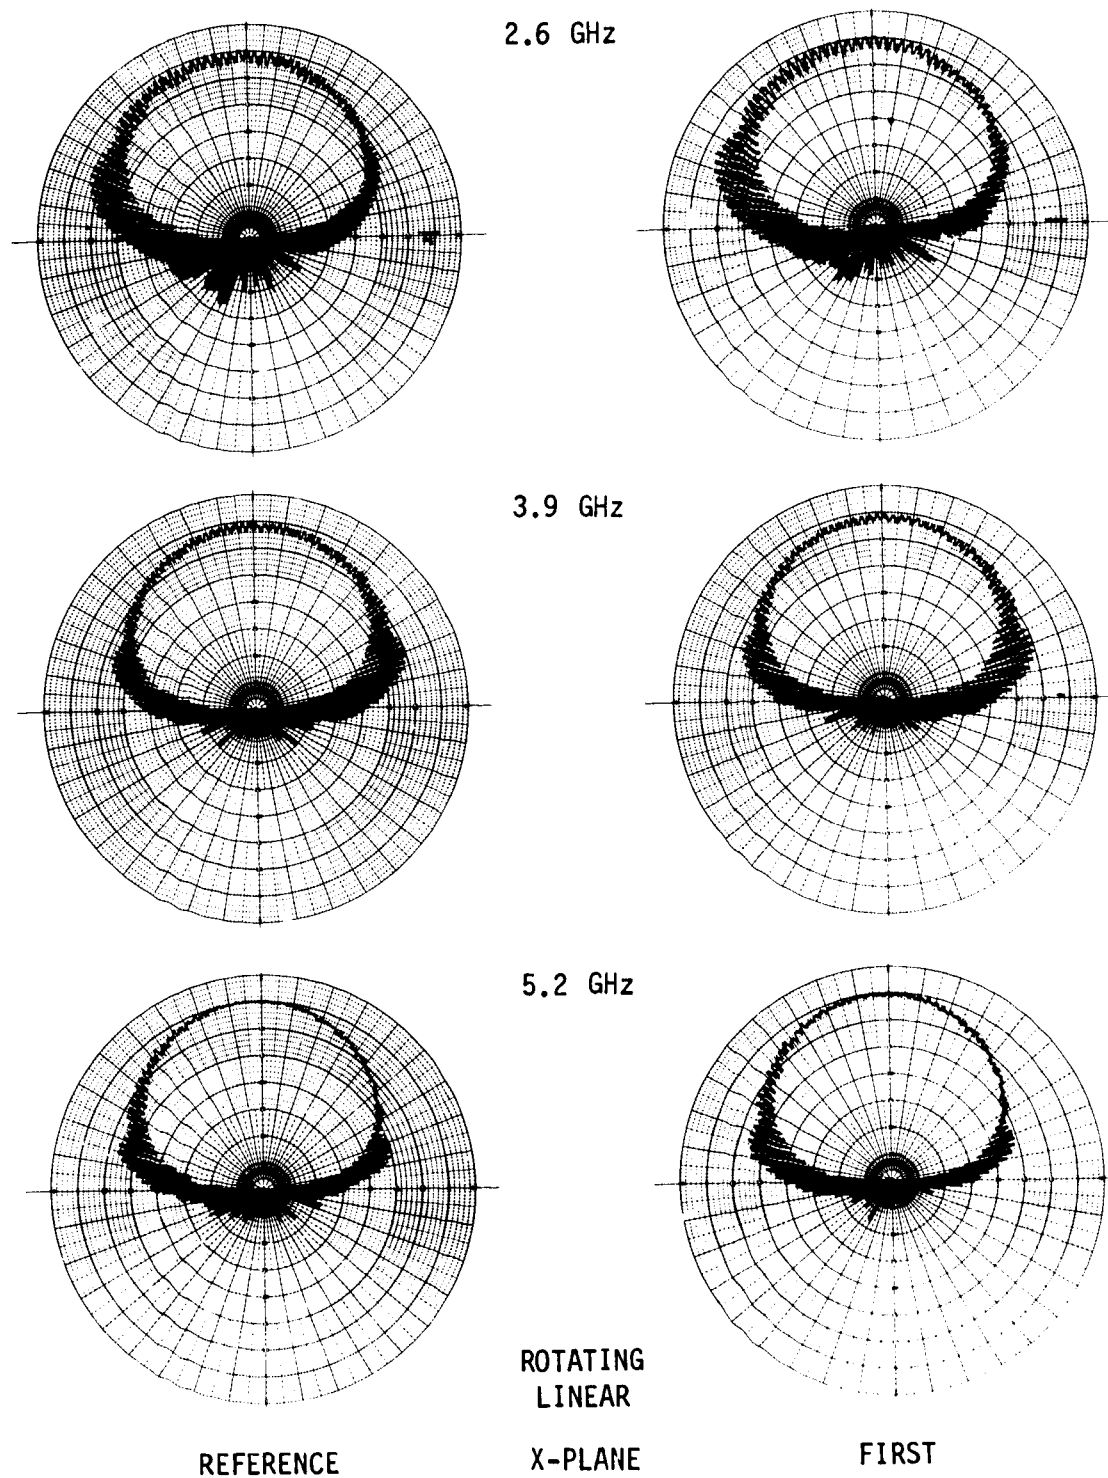 2.6 GHz
3.9 GHz
5.2 GHz
ROTATING
LINEAR
REFERENCE
X-PLANE
FIRST